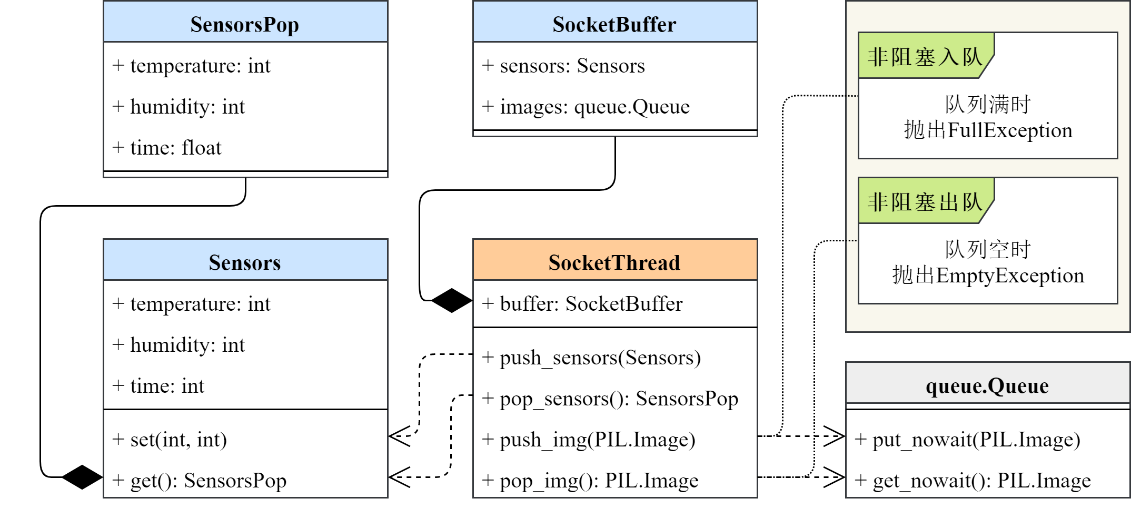 SensorsPop
+ temperature: int
+ humidity: int
+ time: float
SocketBuffer
+ sensors: Sensors
+ images: queue.Queue
非阻塞入队
队列满时
抛出FullException
非阻塞出队
队列空时
抛出EmptyException
Sensors
+ temperature: int
+ humidity: int
+ time: int
+ set(int, int)
+ get(): SensorsPop
SocketThread
+ buffer: SocketBuffer
+ push_sensors(Sensors)
+ pop_sensors(): SensorsPop
+ push_img(PIL.Image)
+ pop_img(): PIL.Image
queue.Queue
+ put_nowait(PIL.Image)
+ get_nowait(): PIL.Image